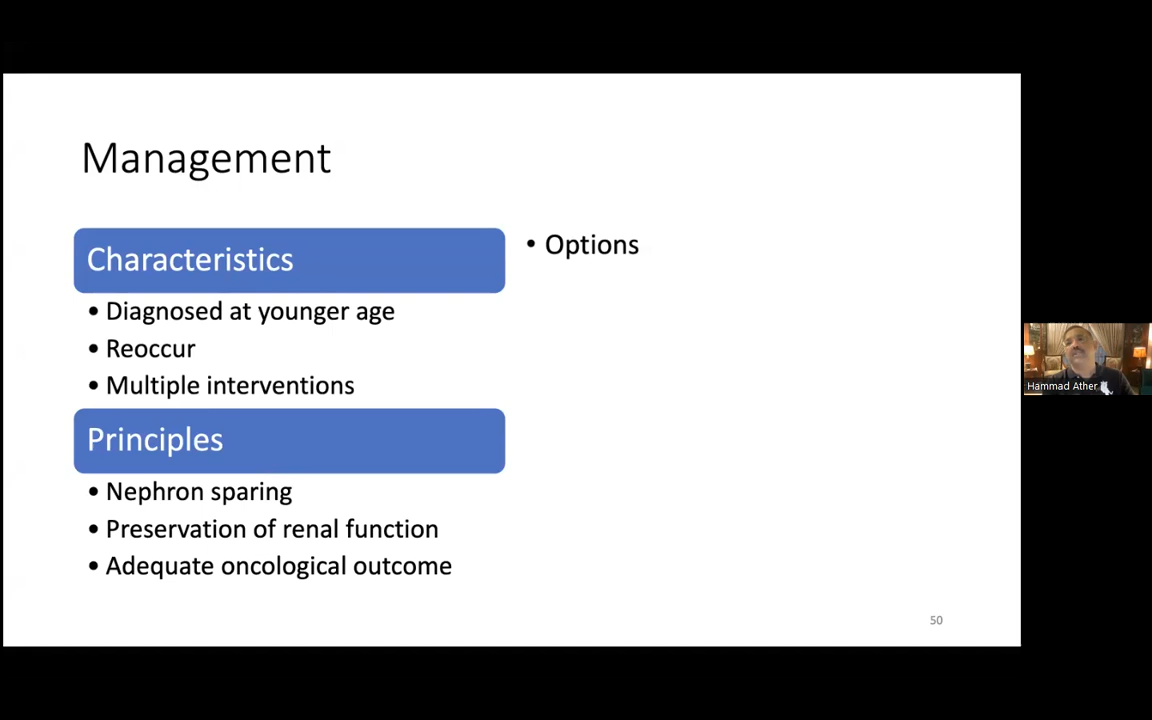 Management
Characteristics
• Diagnosed at younger age
• Reoccur
• Multiple interventions
Principles
• Nephron sparing
• Preservation of renal function
• Adequate oncological outcome
• Options
50
Hammad Ather